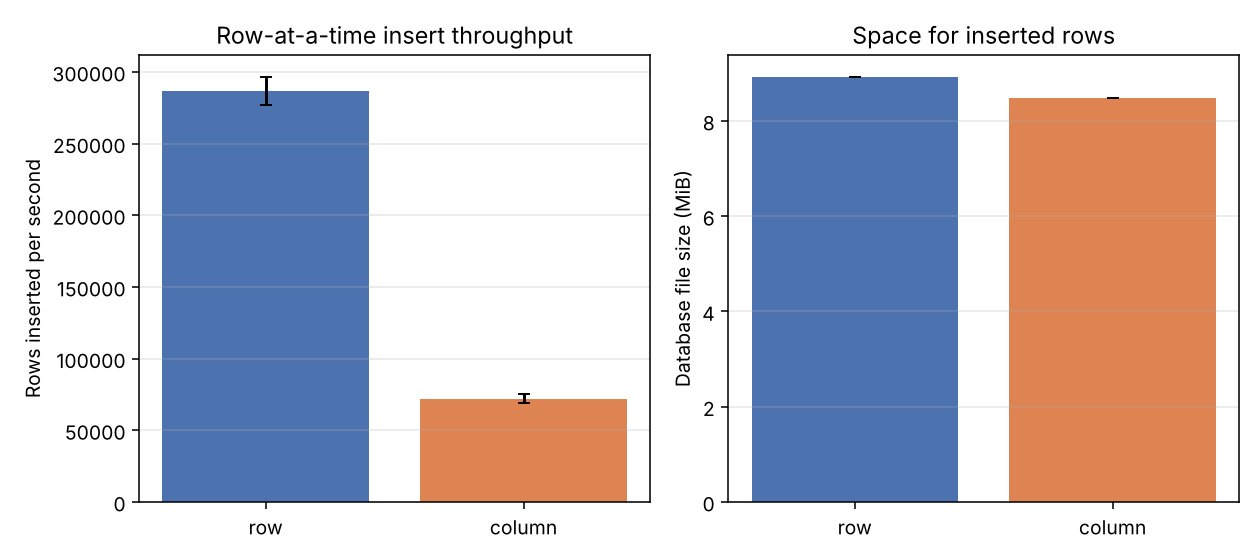 Row-at-a-time insert throughput
Rows inserted per second
300000
250000
200000
150000
100000
50000
0
row
column
Space for inserted rows
Database file size (MiB)
8
6
4
2
0
row
column